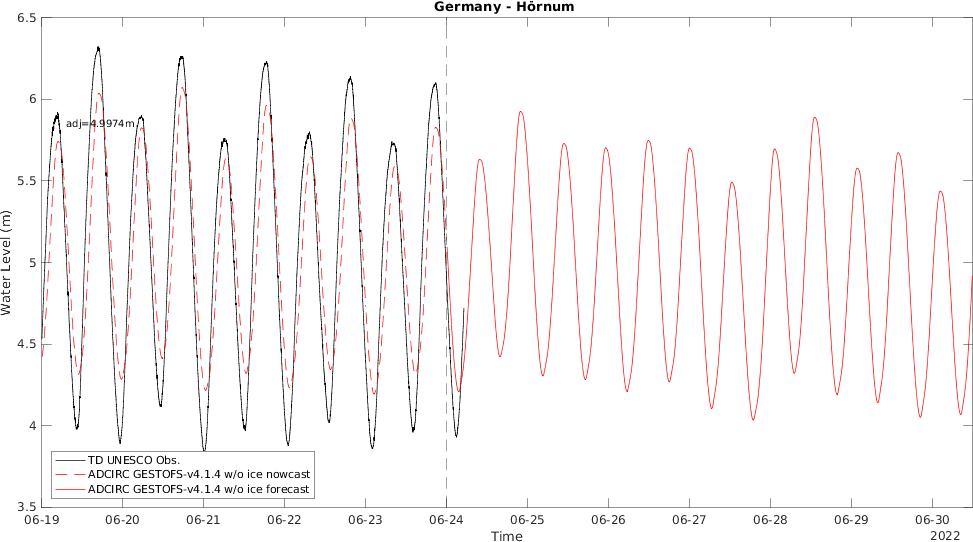 Germany - Hörnum
6.5
6
5.5
5
4.5
4
3.5
Water Level (m)
adj=4.9974m
TD UNESCO Obs.
ADCIRC GESTOFS-v4.1.4 w/o ice nowcast
ADCIRC GESTOFS-v4.1.4 w/o ice forecast
06-19 06-20 06-21 06-22 06-23 06-24 06-25 06-26 06-27 06-28 06-29 06-30
Time
2022